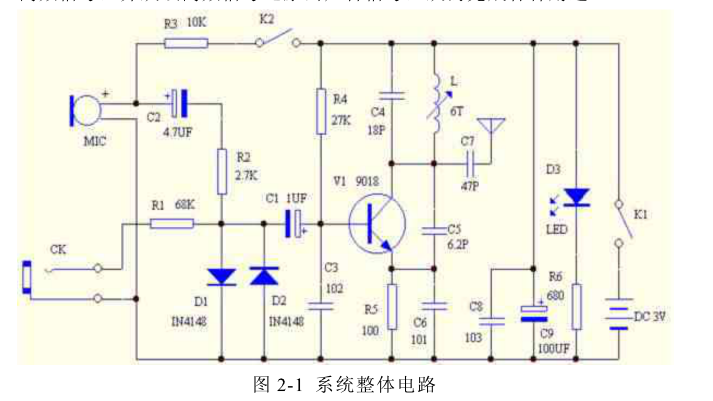 R3 10K
K2
MIC
+
C2
4.7UF
+
R2
2.7K
R4
27K
C4
18P
L
6T
C7
47P
V1 9018
C1 1UF
+
R1 68K
CK
D1
IN4148
D2
IN4148
C3
102
C5
6.2P
R5
100
C6
101
C8
103
+
C9
100UF
D3
LED
R6
680
K1
DC 3V
图 2-1 系统整体电路